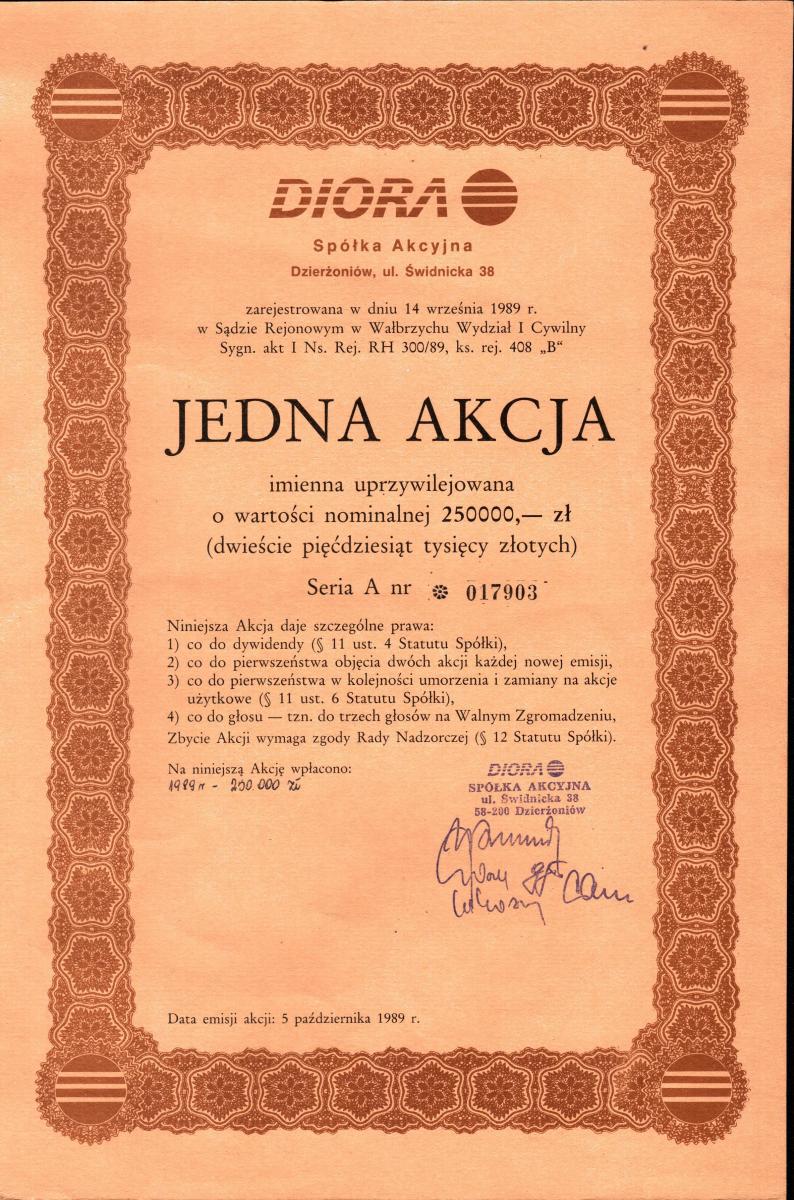 DIORA
Spółka Akcyjna
Dzierżoniów, ul. Świdnicka 38
zarejestrowana w dniu 14 września 1989 r.
w Sądzie Rejonowym w Wałbrzychu Wydział I Cywilny
Sygn. akt I Ns. Rej. RH 300/89, ks. rej. 408 „B“
JEDNA AKCJA
imienna uprzywilejowana
o wartości nominalnej 250000,— zł
(dwieście pięćdziesiąt tysięcy złotych)
Seria A nr 017903
Niniejsza Akcja daje szczególne prawa:
1) co do dywidendy (§ 11 ust. 4 Statutu Spółki),
2) co do pierwszeństwa objęcia dwóch akcji każdej nowej emisji,
3) co do pierwszeństwa w kolejności umorzenia i zamiany na akcje
użytkowe (§ 11 ust. 6 Statutu Spółki),
4) co do głosu — tzn. do trzech głosów na Walnym Zgromadzeniu,
Zbycie Akcji wymaga zgody Rady Nadzorczej (§ 12 Statutu Spółki).
Na niniejszą Akcję wpłacono:
1989 r - 250.000 zł
DIORA
SPÓŁKA AKCYJNA
ul. Świdnicka 38
58-200 Dzierżoniów
Data emisji akcji: 5 października 1989 r.